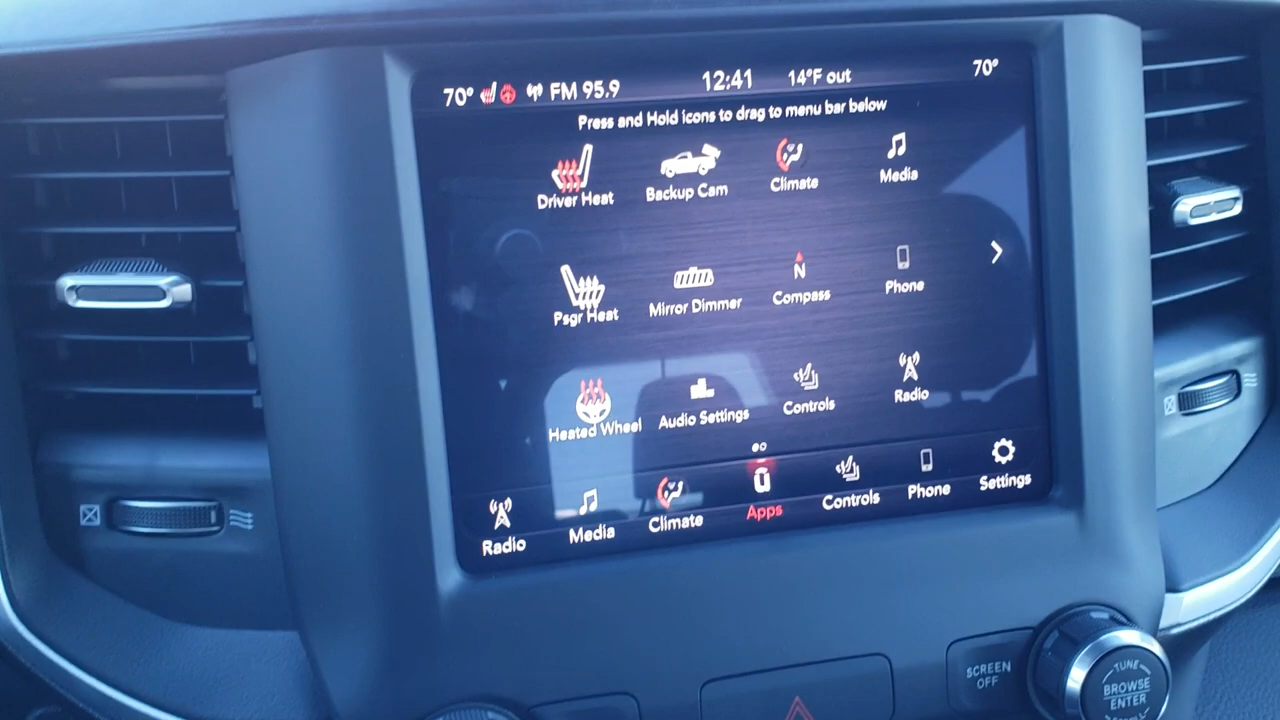 70° FM 95.9 12:41 14°F out 70°
Press and Hold icons to drag to menu bar below
Driver Heat Backup Cam Climate Media
N
Psgr Heat Mirror Dimmer Compass Phone
Heated Wheel Audio Settings Controls Radio
Radio Media Climate Apps Controls Phone Settings
SCREEN
OFF
TUNE
BROWSE
ENTER